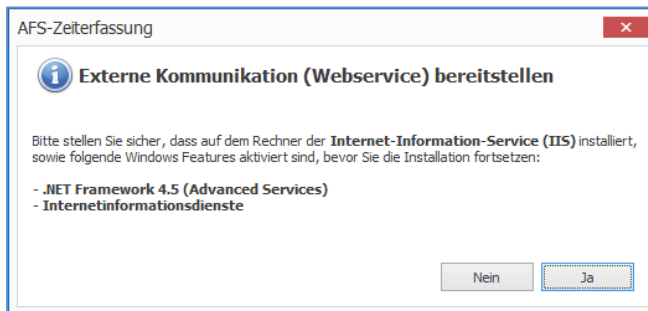 AFS-Zeiterfassung
Externe Kommunikation (Webservice) bereitstellen
Bitte stellen Sie sicher, dass auf dem Rechner der Internet-Information-Service (IIS) installiert,
sowie folgende Windows Features aktiviert sind, bevor Sie die Installation fortsetzen:
- .NET Framework 4.5 (Advanced Services)
- Internetinformationsdienste
Nein Ja